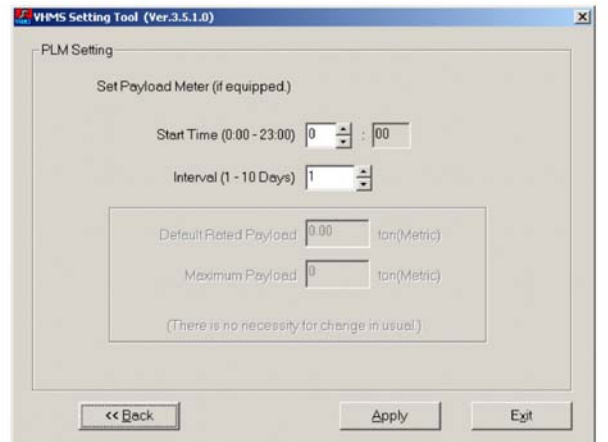 VHMS Setting Tool (Ver.3.5.1.0)
PLM Setting
Set Payload Meter (if equipped.)
Start Time (0:00 - 23:00) 0 : 00
Interval (1 - 10 Days) 1
Default Rated Payload 0.00 ton(Metric)
Maximum Payload 0 ton(Metric)
(There is no necessity for change in usual.)
<< Back Apply Exit